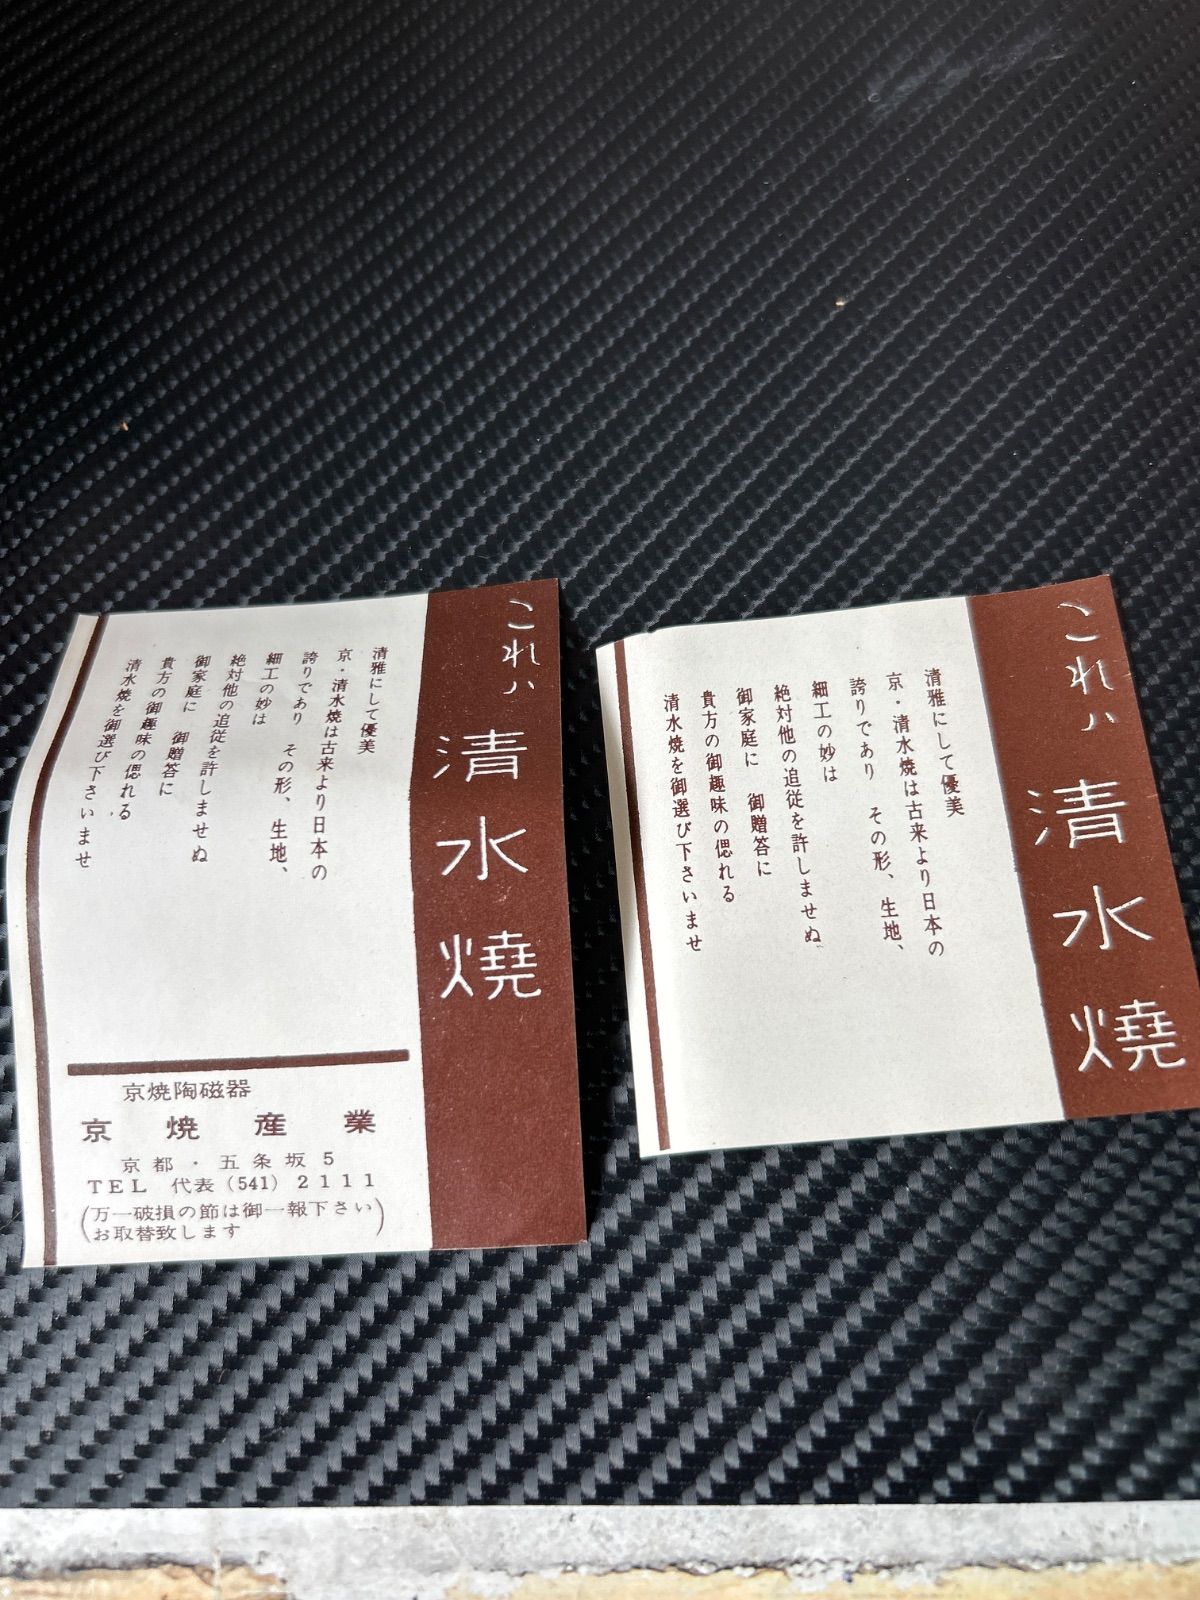 これハ 清水燒
清雅にして優美
京・清水焼は古来より日本の
誇りであり その形、生地、
細工の妙は
絶対他の追従を許しませぬ
御家庭に 御贈答に
貴方の御趣味の偲れる
清水焼を御選び下さいませ
京焼陶磁器
京焼産業
京都・五条坂5
TEL 代表(541)2111
(万一破損の節は御一報下さい
お取替致します)
これハ 清水燒
清雅にして優美
京・清水焼は古来より日本の
誇りであり その形、生地、
細工の妙は
絶対他の追従を許しませぬ
御家庭に 御贈答に
貴方の御趣味の偲れる
清水焼を御選び下さいませ